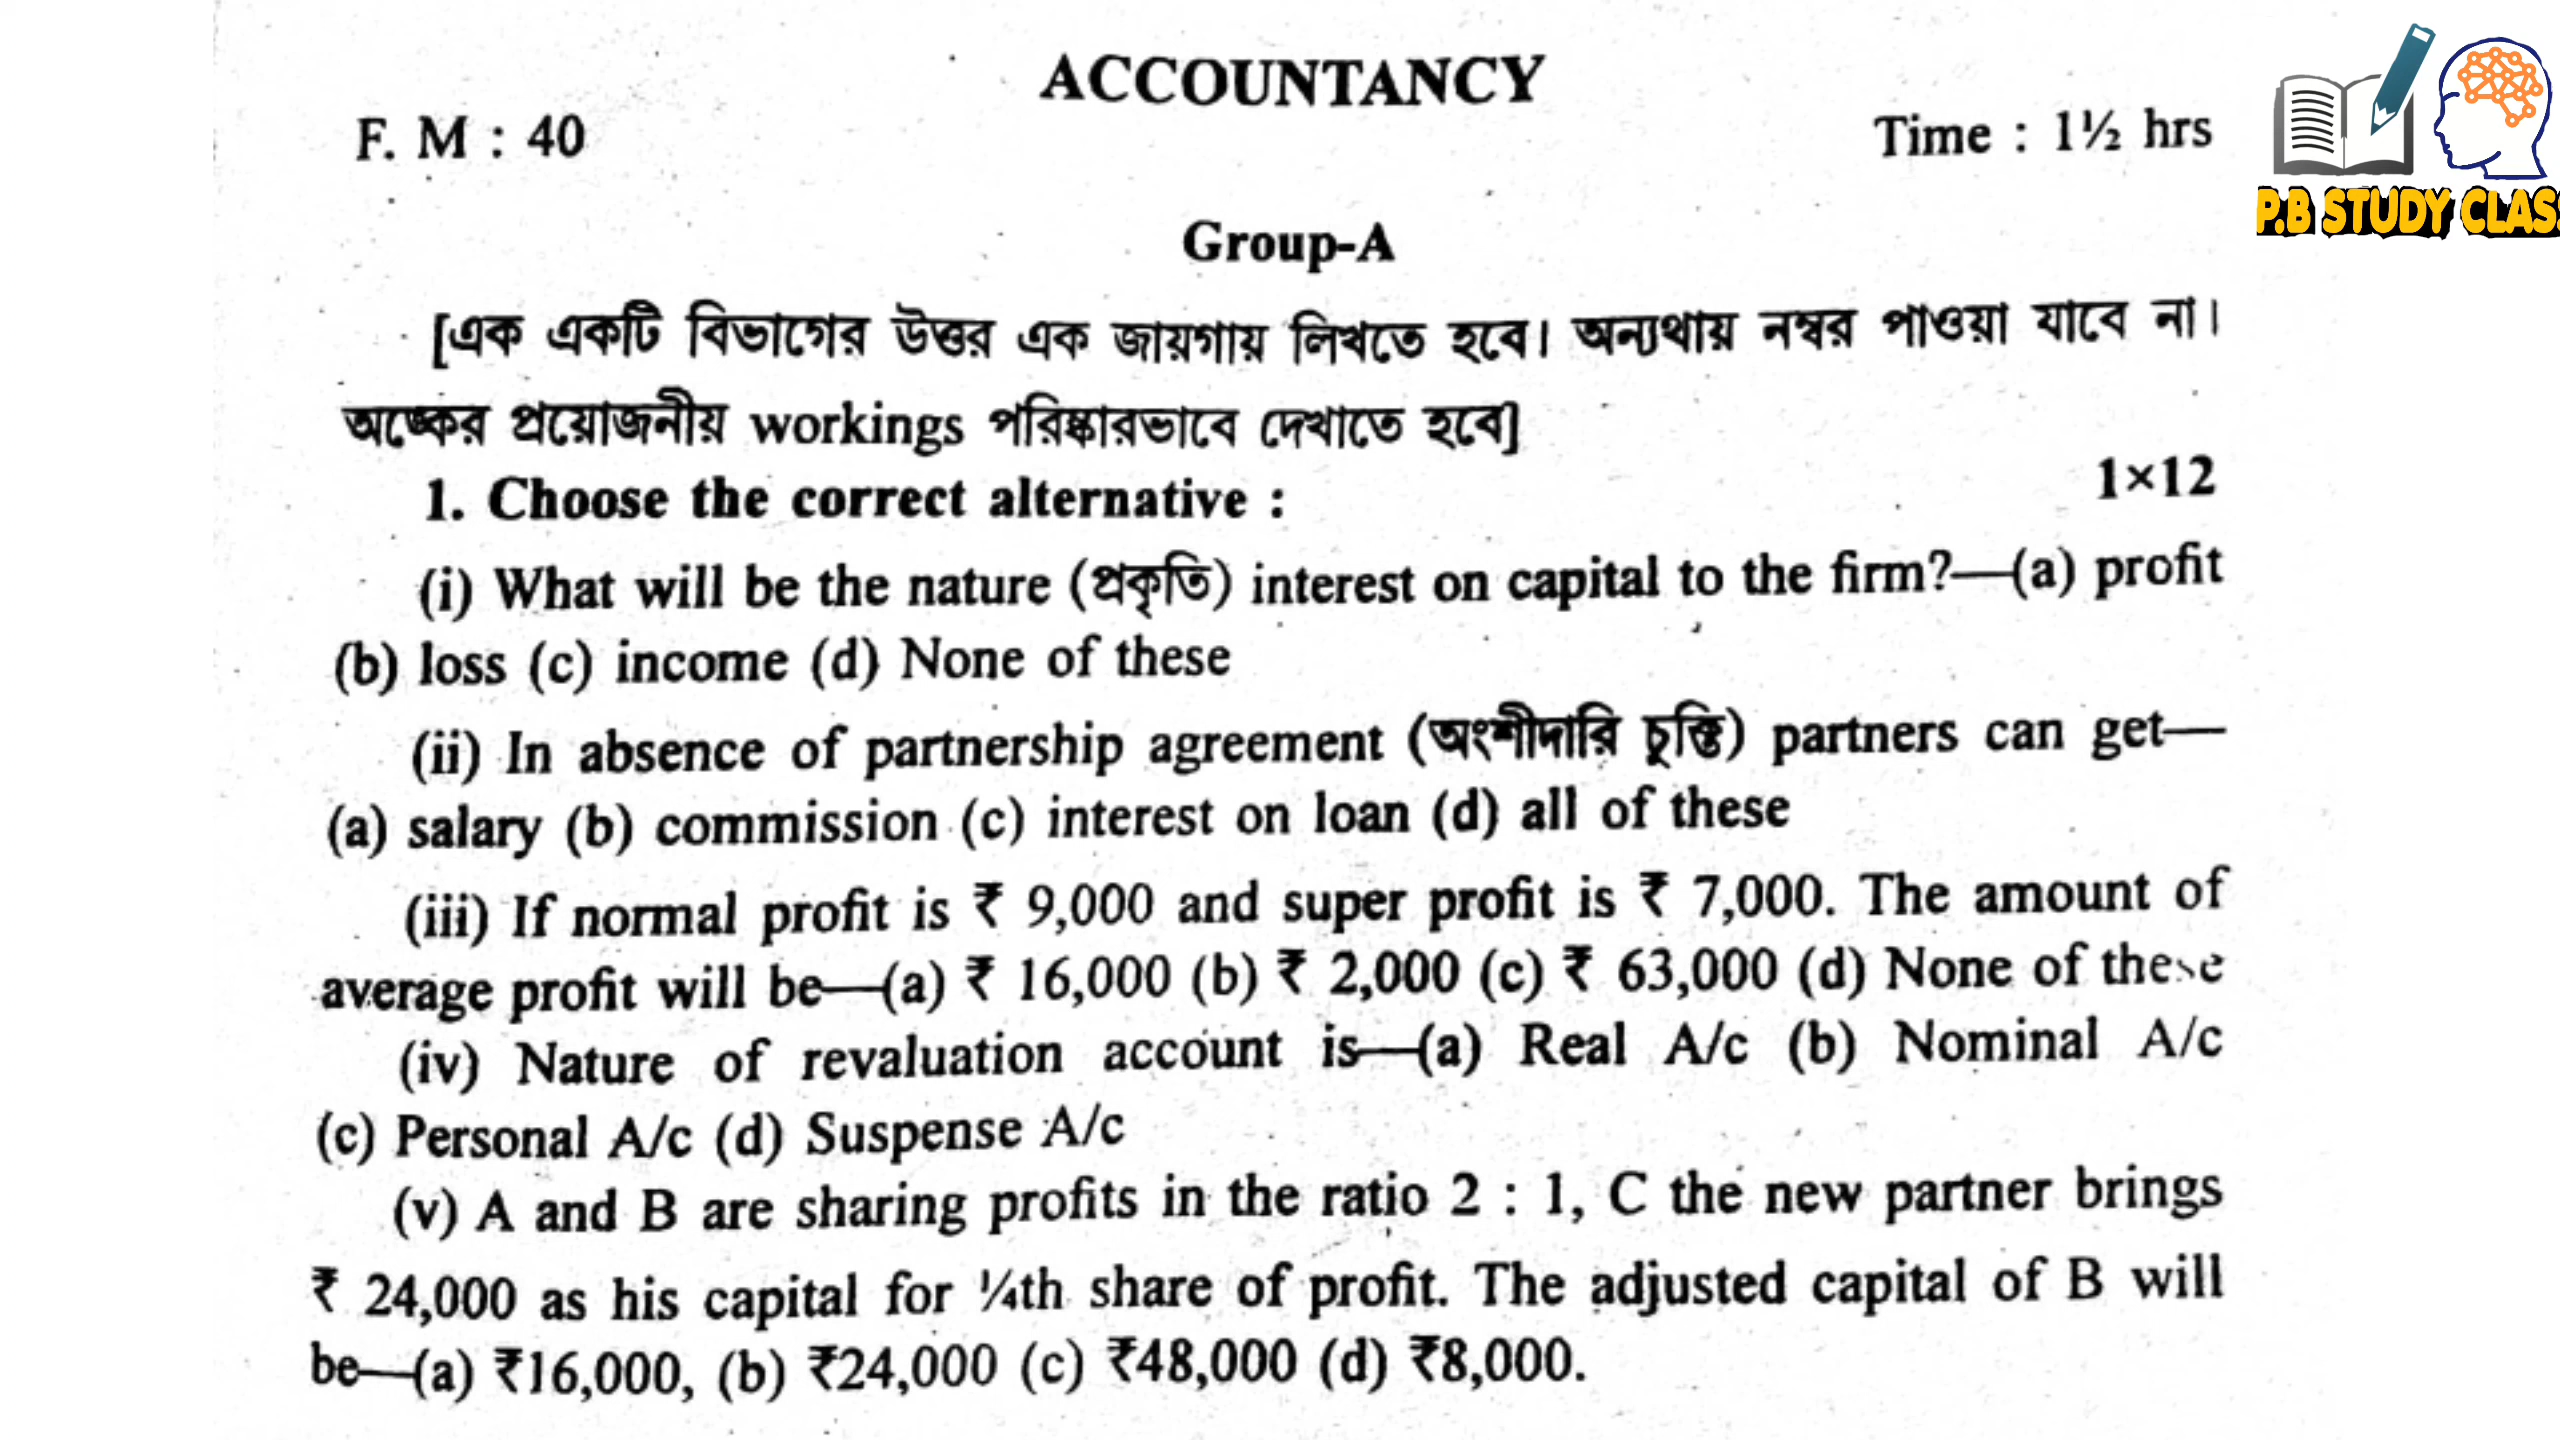 ACCOUNTANCY
F. M : 40
Time : 1½ hrs
P.B STUDY CLAS
Group-A
[এক একটি বিভাগের উত্তর এক জায়গায় লিখতে হবে। অন্যথায় নম্বর পাওয়া যাবে না।
অঙ্কের প্রয়োজনীয় workings পরিষ্কারভাবে দেখাতে হবে]
1. Choose the correct alternative : 1×12
(i) What will be the nature (প্রকৃতি) interest on capital to the firm?—(a) profit
(b) loss (c) income (d) None of these
(ii) In absence of partnership agreement (অংশীদারি চুক্তি) partners can get—
(a) salary (b) commission (c) interest on loan (d) all of these
(iii) If normal profit is ₹ 9,000 and super profit is ₹ 7,000. The amount of
average profit will be—(a) ₹ 16,000 (b) ₹ 2,000 (c) ₹ 63,000 (d) None of these
(iv) Nature of revaluation account is—(a) Real A/c (b) Nominal A/c
(c) Personal A/c (d) Suspense A/c
(v) A and B are sharing profits in the ratio 2 : 1, C the new partner brings
₹ 24,000 as his capital for ¼th share of profit. The adjusted capital of B will
be—(a) ₹16,000, (b) ₹24,000 (c) ₹48,000 (d) ₹8,000.